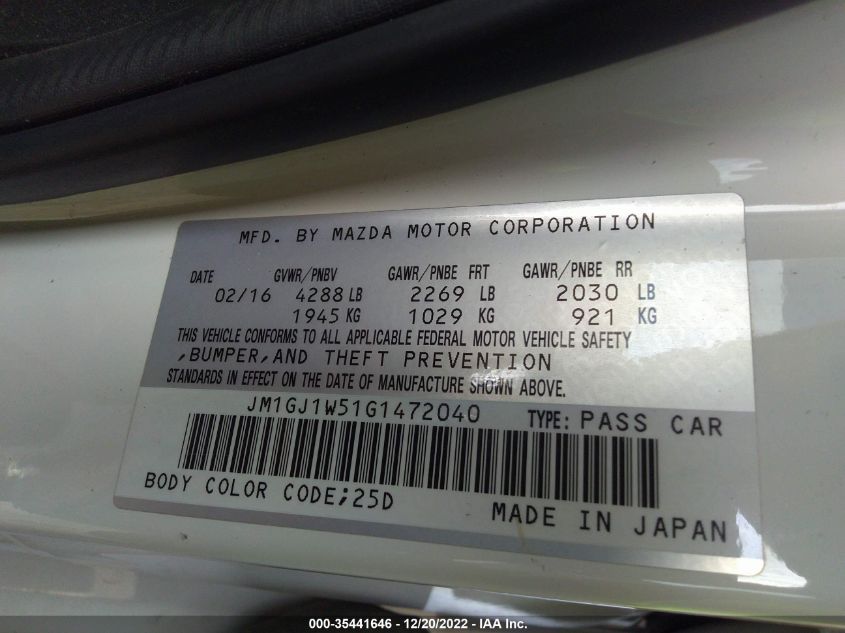 MFD. BY MAZDA MOTOR CORPORATION
DATE GVWR/PNBV GAWR/PNBE FRT GAWR/PNBE RR
02/16 4288 LB 2269 LB 2030 LB
1945 KG 1029 KG 921 KG
THIS VEHICLE CONFORMS TO ALL APPLICABLE FEDERAL MOTOR VEHICLE SAFETY
,BUMPER,AND THEFT PREVENTION
STANDARDS IN EFFECT ON THE DATE OF MANUFACTURE SHOWN ABOVE.
JM1GJ1W51G1472040 TYPE: PASS CAR
BODY COLOR CODE;25D
MADE IN JAPAN
000-35441646 - 12/20/2022 - IAA Inc.